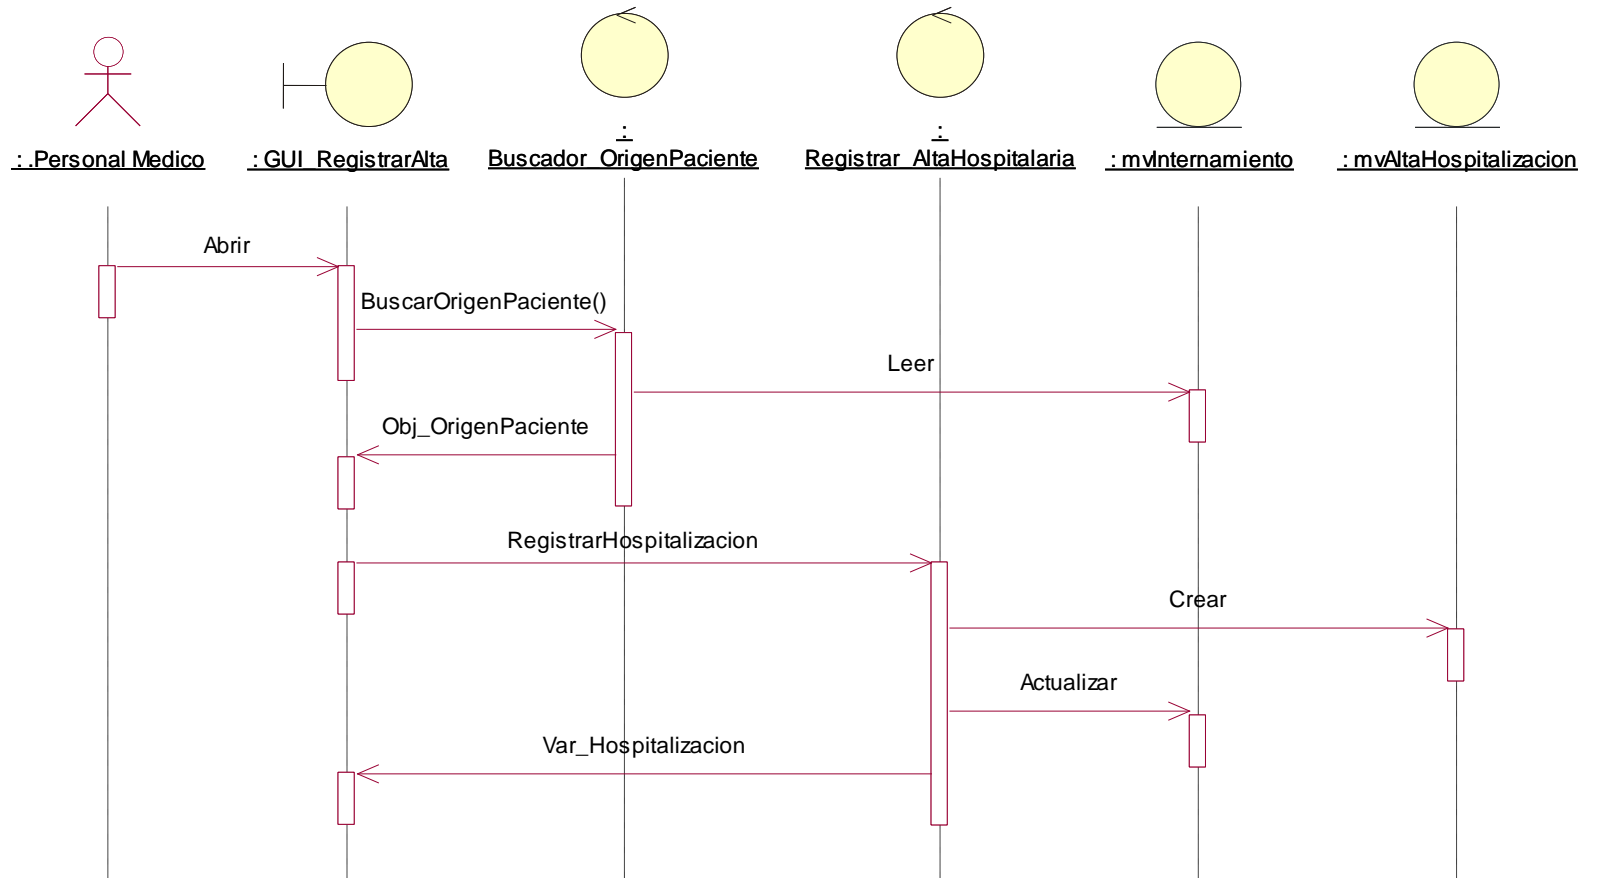 :
:
: .Personal Medico
: GUI_RegistrarAlta
Buscador_OrigenPaciente
Registrar_AltaHospitalaria
: mvInternamiento
: mvAltaHospitalizacion
Abrir
BuscarOrigenPaciente()
Leer
Obj_OrigenPaciente
RegistrarHospitalizacion
Crear
Actualizar
Var_Hospitalizacion